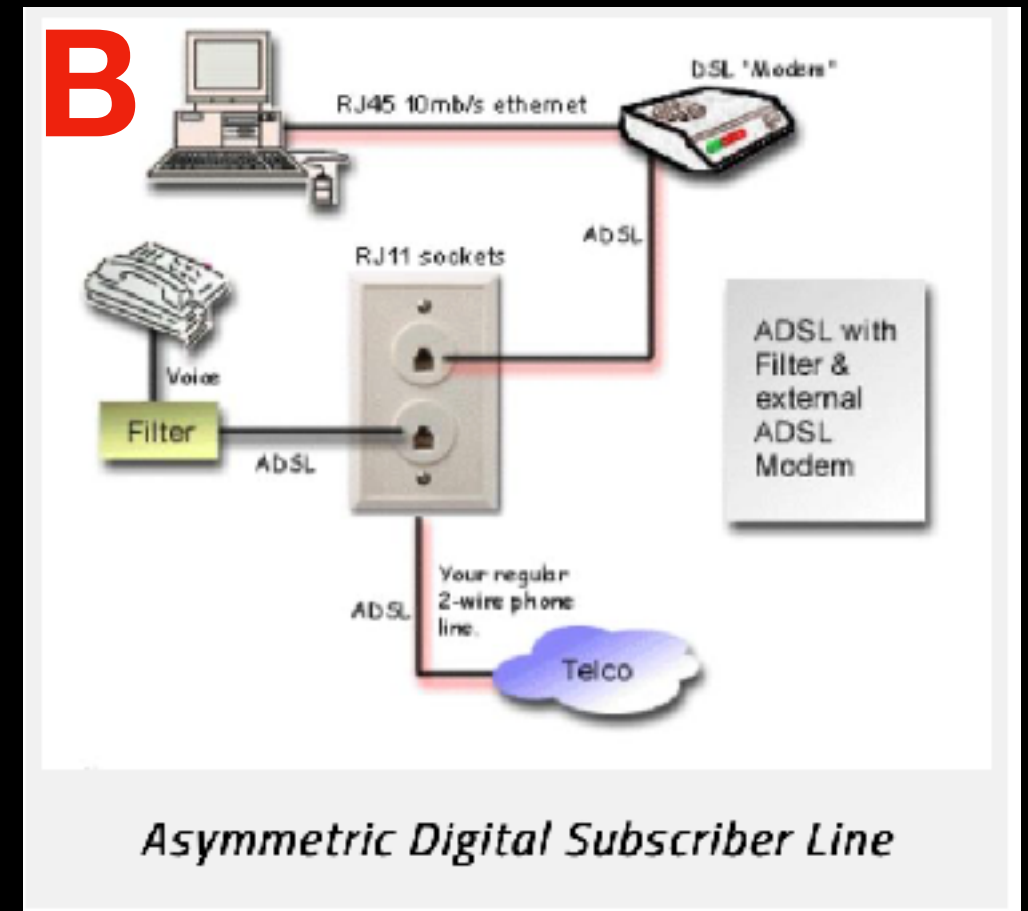 B
DSL "Modem"
RJ45 10mb/s ethernet
ADSL
RJ11 sockets
ADSL with
Filter &
external
ADSL
Modem
Voice
Filter
ADSL
Your regular
2-wire phone
line.
ADSL
Telco
Asymmetric Digital Subscriber Line